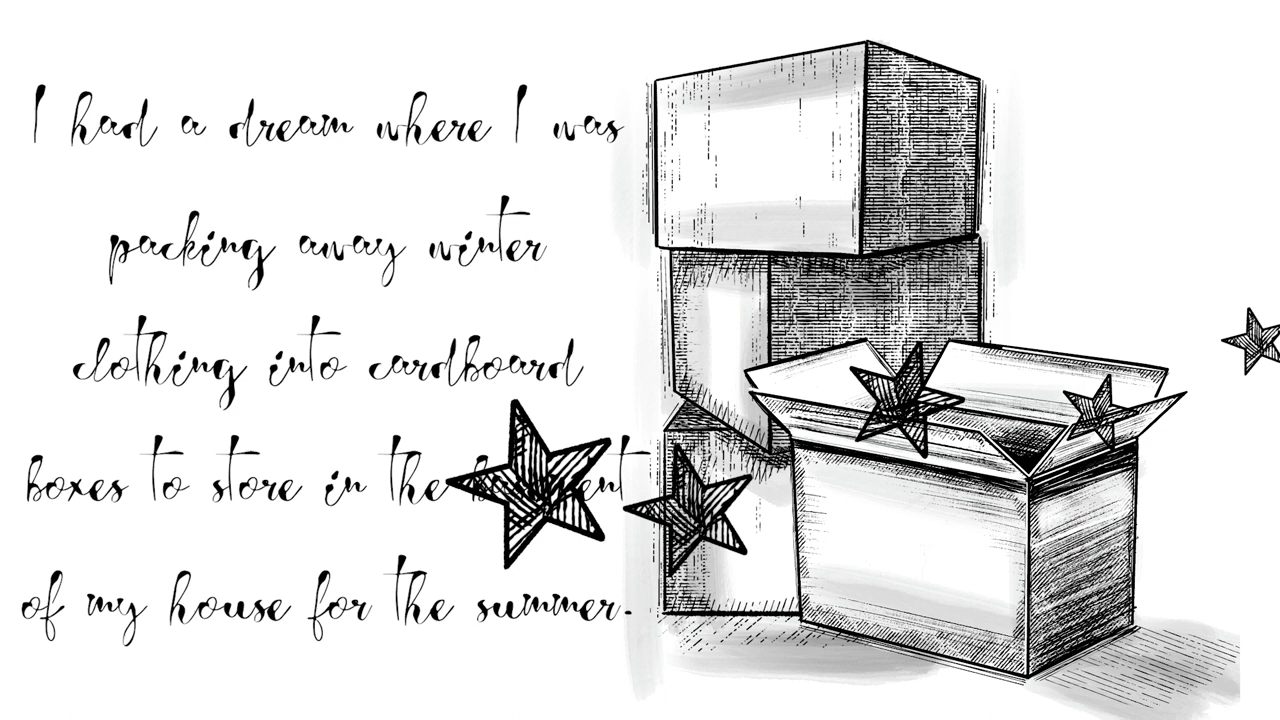 I had a dream where I was
packing away winter
clothing into cardboard
boxes to store in the
of my house for the summer.